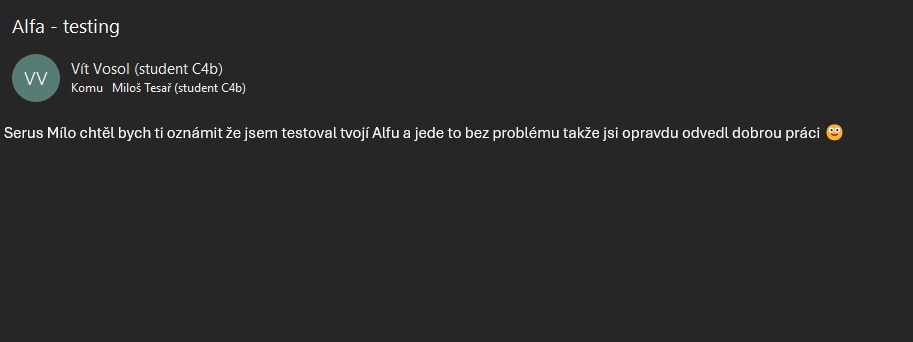 Alfa - testing
VV
Vít Vosol (student C4b)
Komu Miloš Tesař (student C4b)
Serus Mílo chtěl bych ti oznámit že jsem testoval tvojí Alfu a jede to bez problému takže jsi opravdu odvedl dobrou práci 🙂